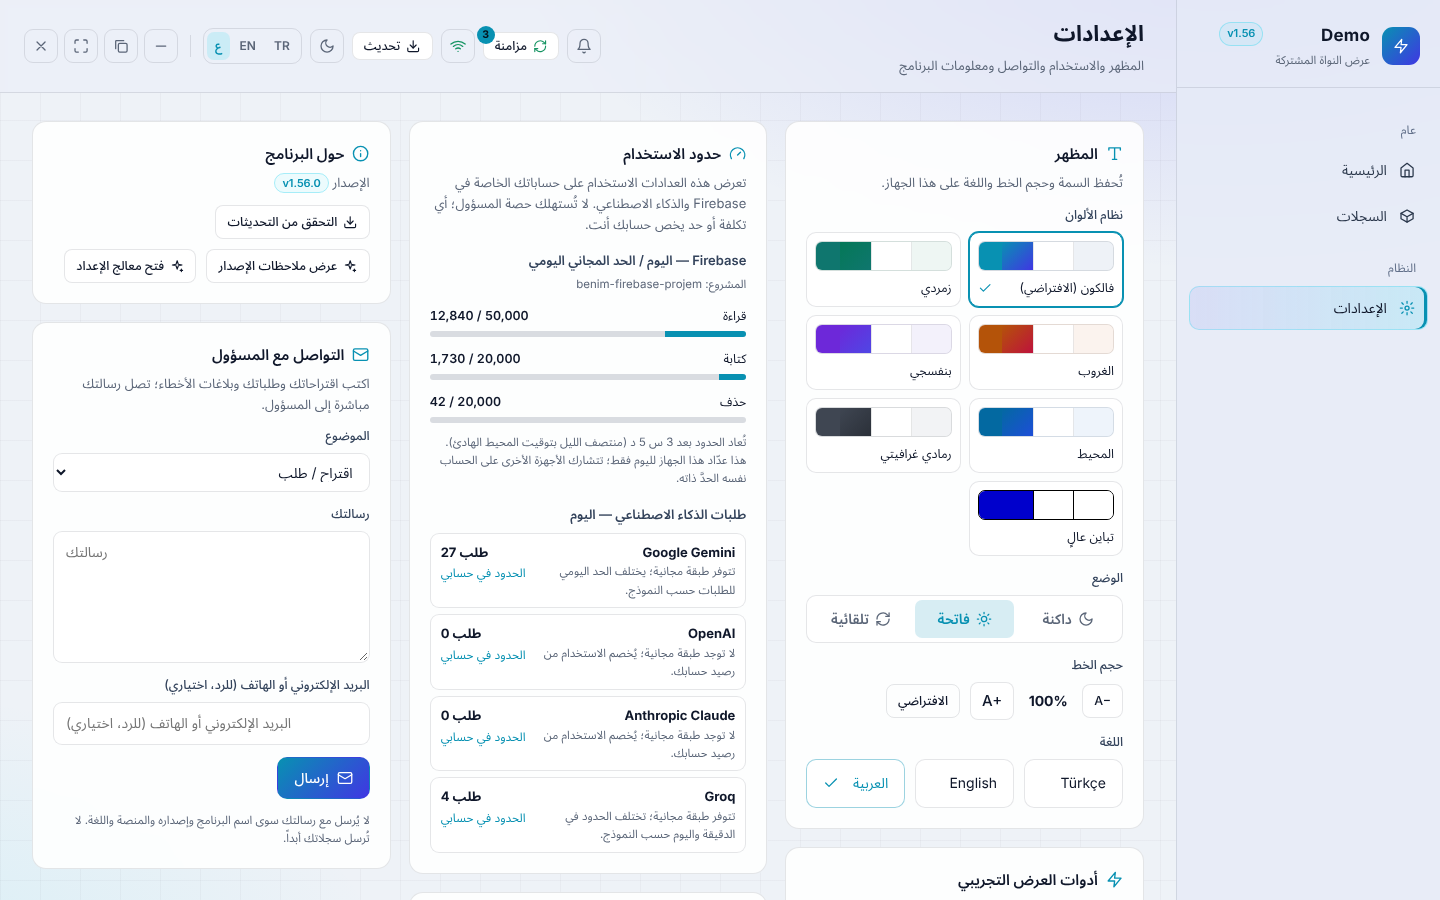 Demo
v1.56
عرض النواة المشتركة
عام
الرئيسية
السجلات
النظام
الإعدادات
الإعدادات
المظهر والاستخدام والتواصل ومعلومات البرنامج
مزامنة
3
تحديث
TR
EN
ع
المظهر
تُحفظ السمة وحجم الخط واللغة على هذا الجهاز.
نظام الألوان
فالكون (الافتراضي)
زمردي
الغروب
بنفسجي
المحيط
رمادي غرافيتي
تباين عالٍ
الوضع
داكنة
فاتحة
تلقائية
حجم الخط
A−
100%
A+
الافتراضي
اللغة
Türkçe
English
العربية
أدوات العرض التجريبي
حدود الاستخدام
تعرض هذه العدادات الاستخدام على حساباتك الخاصة في
Firebase والذكاء الاصطناعي. لا تُستهلك حصة المسؤول؛ أي
تكلفة أو حد يخص حسابك أنت.
Firebase — اليوم / الحد المجاني اليومي
المشروع: benim-firebase-projem
قراءة
12,840 / 50,000
كتابة
1,730 / 20,000
حذف
42 / 20,000
تُعاد الحدود بعد 3 س 5 د (منتصف الليل بتوقيت المحيط الهادئ).
هذا عدّاد هذا الجهاز لليوم فقط؛ تتشارك الأجهزة الأخرى على الحساب
نفسه الحدَّ ذاته.
طلبات الذكاء الاصطناعي — اليوم
Google Gemini
27 طلب
تتوفر طبقة مجانية؛ يختلف الحد اليومي
للطلبات حسب النموذج.
الحدود في حسابي
OpenAI
0 طلب
لا توجد طبقة مجانية؛ يُخصم الاستخدام من
رصيد حسابك.
الحدود في حسابي
Anthropic Claude
0 طلب
لا توجد طبقة مجانية؛ يُخصم الاستخدام من
رصيد حسابك.
الحدود في حسابي
Groq
4 طلب
تتوفر طبقة مجانية؛ تختلف الحدود في
الدقيقة واليوم حسب النموذج.
الحدود في حسابي
حول البرنامج
الإصدار v1.56.0
التحقق من التحديثات
عرض ملاحظات الإصدار
فتح معالج الإعداد
التواصل مع المسؤول
اكتب اقتراحاتك وطلباتك وبلاغات الأخطاء؛ تصل رسالتك
مباشرة إلى المسؤول.
الموضوع
اقتراح / طلب
رسالتك
رسالتك
البريد الإلكتروني أو الهاتف (للرد، اختياري)
البريد الإلكتروني أو الهاتف (للرد، اختياري)
إرسال
لا يُرسل مع رسالتك سوى اسم البرنامج وإصداره والمنصة واللغة. لا
تُرسل سجلاتك أبداً.